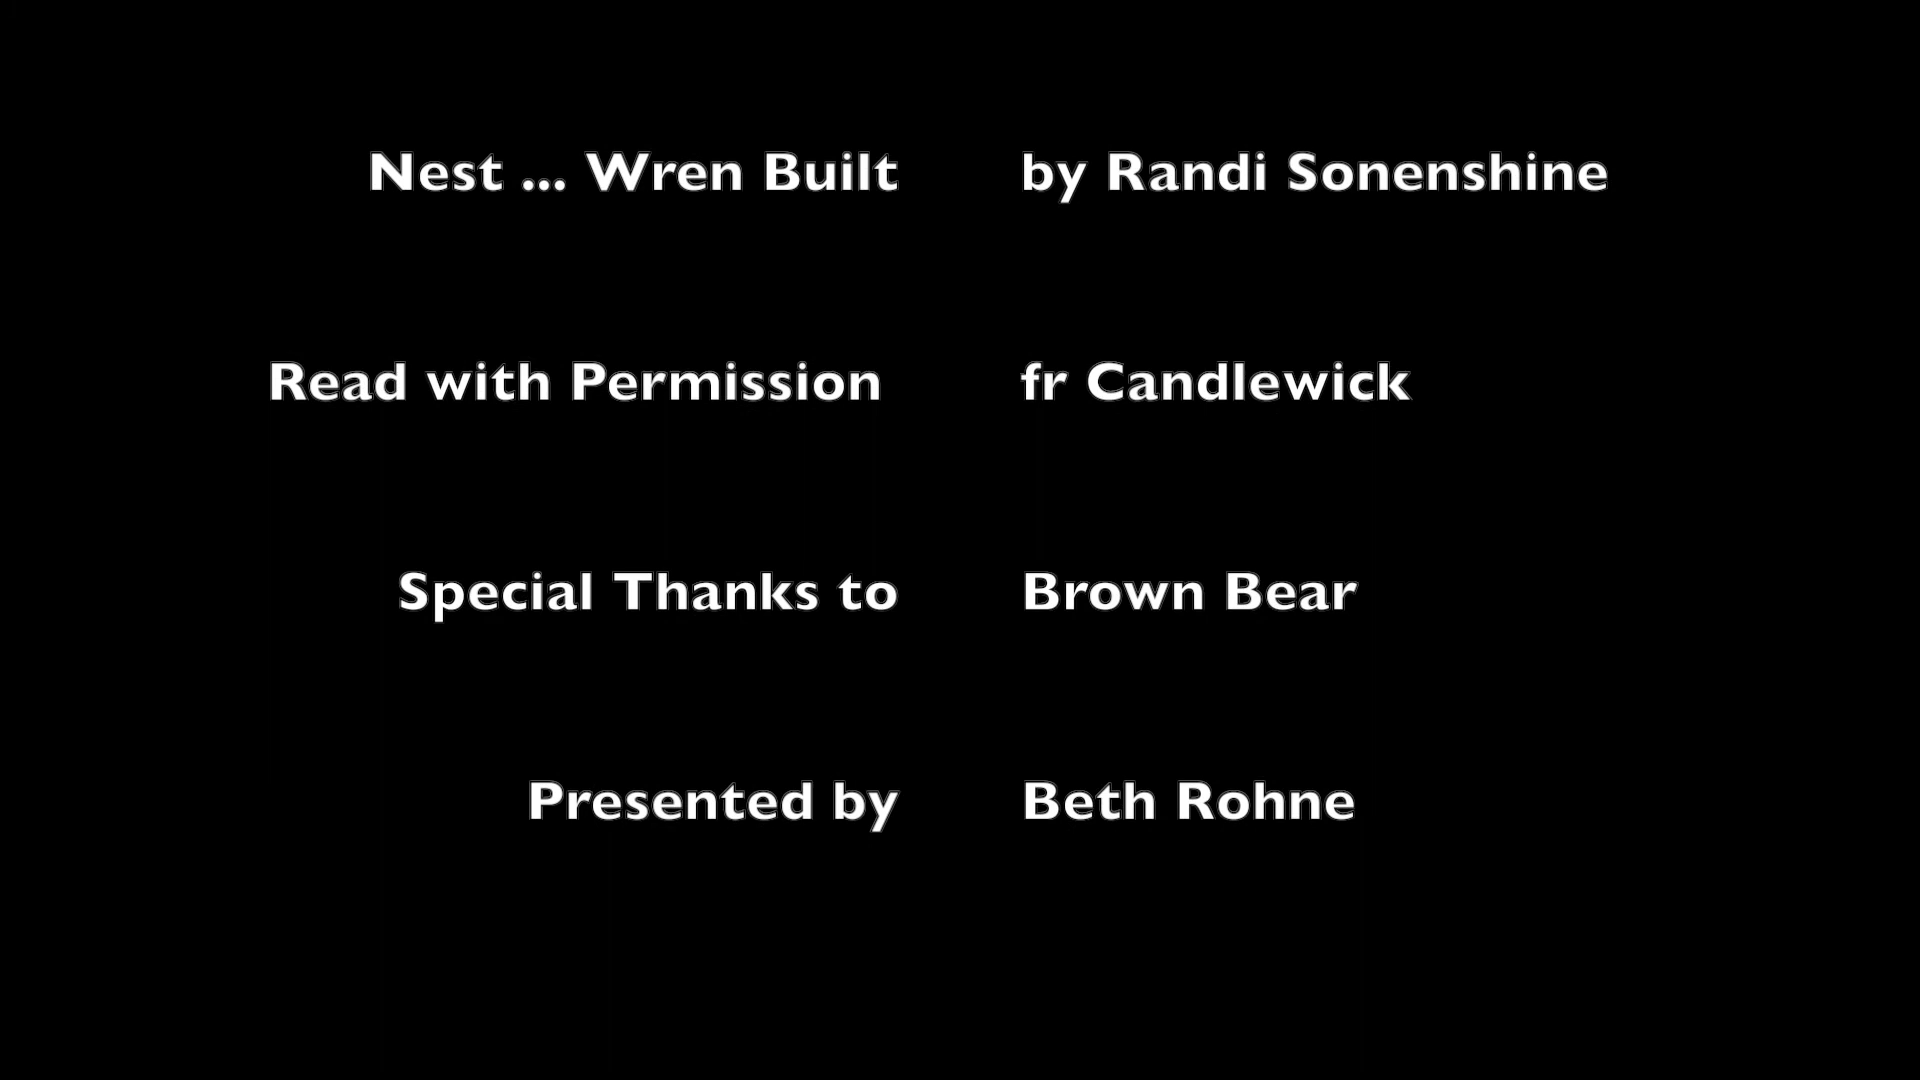 Nest ... Wren Built by Randi Sonenshine
Read with Permission fr Candlewick
Special Thanks to Brown Bear
Presented by Beth Rohne